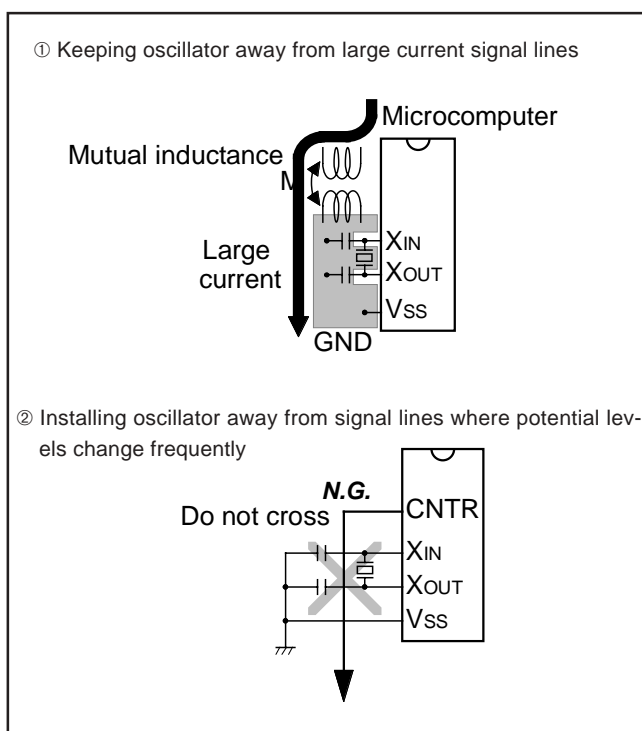 ① Keeping oscillator away from large current signal lines
Microcomputer
Mutual inductance
M
Large
current
XIN
XOUT
VSS
GND
② Installing oscillator away from signal lines where potential lev-
els change frequently
N.G.
Do not cross
CNTR
XIN
XOUT
VSS